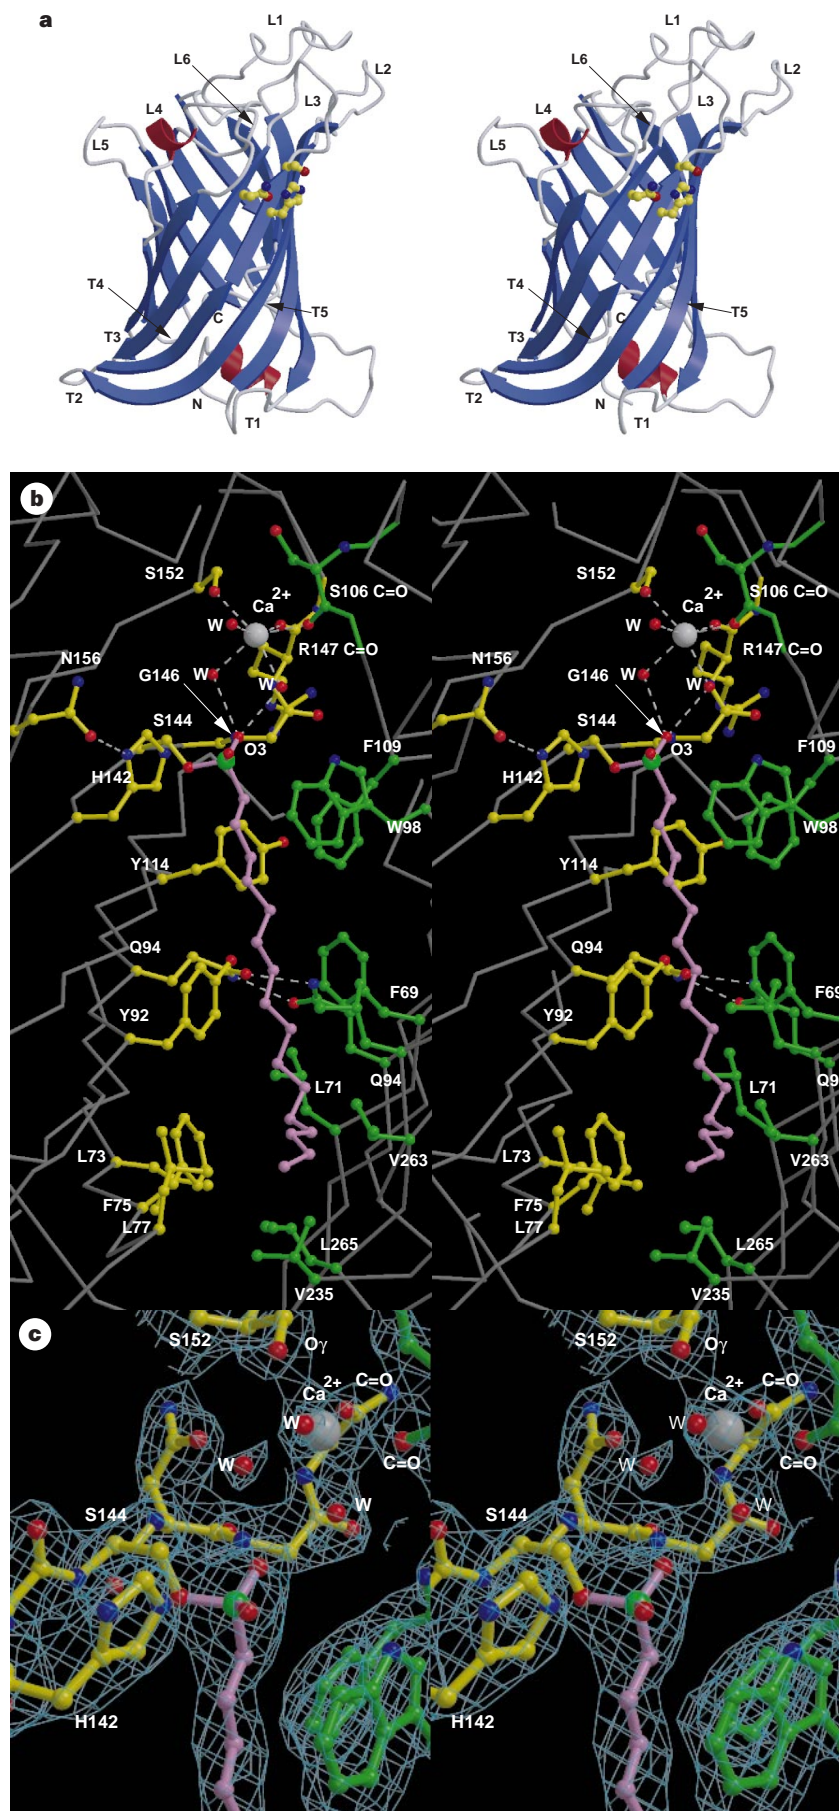 a
L1
L6
L2
L3
L4
L5
T4
C
T5
T3
T2
N
T1
L1
L6
L2
L3
L4
L5
T4
C
T5
T3
T2
N
T1
b
S152
Ca2+
S106 C=O
W
R147 C=O
N156
W
G146
W
S144
O3
H142
F109
W98
Y114
Q94
F69
Y92
Q94
L71
L73
V263
F75
L77
L265
V235
S152
Ca2+
S106 C=O
W
R147 C=O
N156
W
G146
W
S144
O3
H142
F109
W98
Y114
Q94
F69
Y92
Q9
L71
L73
V263
F75
L77
L265
V235
c
S152
Oγ
Ca2+
C=O
W
W
C=O
S144
W
H142
S152
Oγ
Ca2+
C=O
W
W
C=O
S144
W
H142